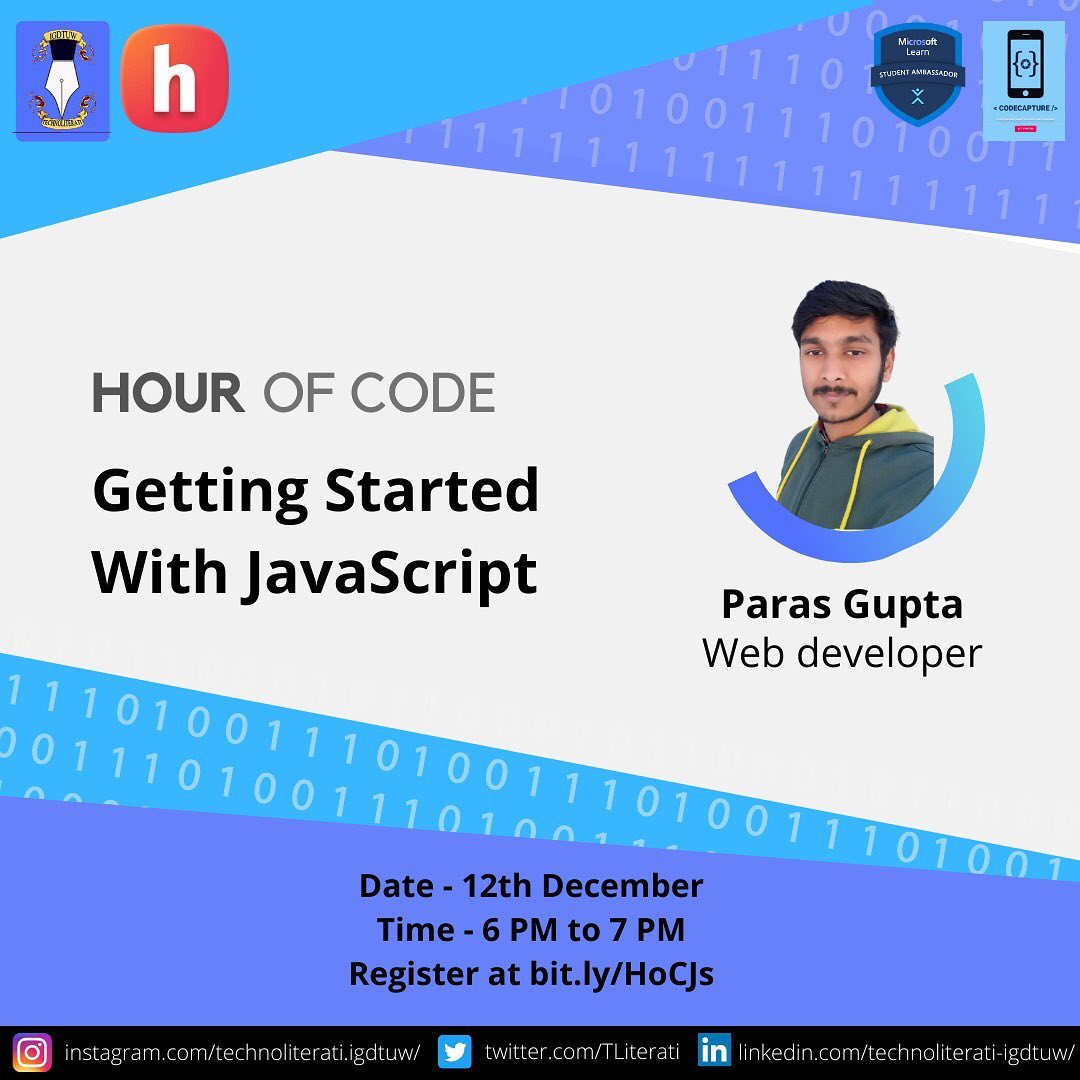 IGDTUW
TECHNOLITERATI
h
Microsoft
Learn
STUDENT AMBASSADOR
{ }
< CODECAPTURE />
HOUR OF CODE
Getting Started
With JavaScript
Paras Gupta
Web developer
Date - 12th December
Time - 6 PM to 7 PM
Register at bit.ly/HoCJs
instagram.com/technoliterati.igdtuw/
twitter.com/TLiterati
linkedin.com/technoliterati-igdtuw/